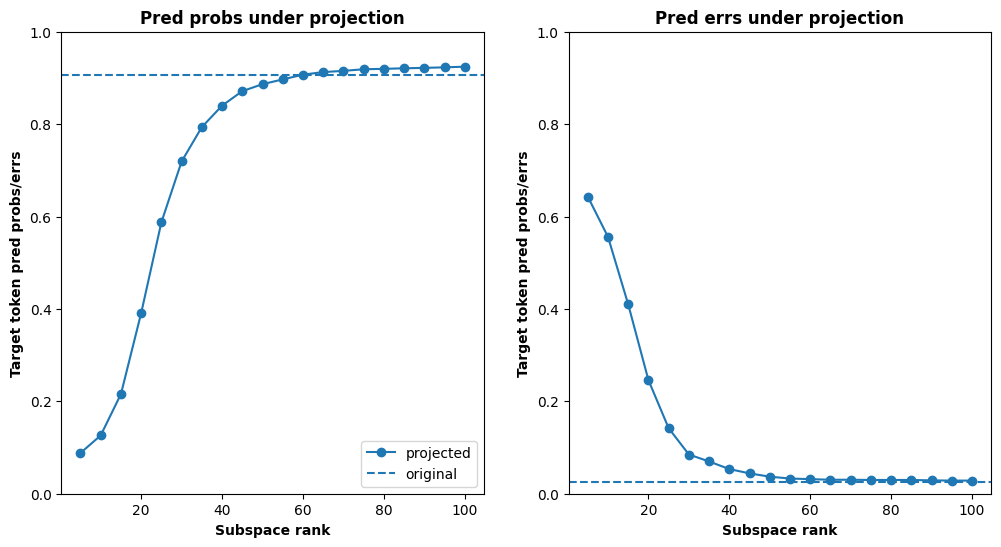 Pred probs under projection
Target token pred probs/errs
1.0
0.8
0.6
0.4
0.2
0.0
20
40
60
80
100
Subspace rank
projected
original
Pred errs under projection
Target token pred probs/errs
1.0
0.8
0.6
0.4
0.2
0.0
20
40
60
80
100
Subspace rank